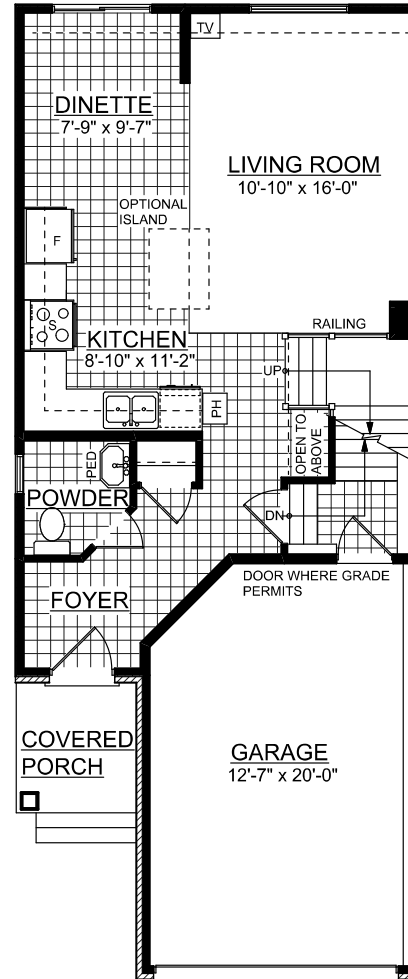 TV
DINETTE
7'-9" x 9'-7"
LIVING ROOM
10'-10" x 16'-0"
OPTIONAL
ISLAND
F
S
RAILING
KITCHEN
8'-10" x 11'-2"
UP
PH
OPEN TO
ABOVE
PED
POWDER
DN
DOOR WHERE GRADE
PERMITS
FOYER
COVERED
PORCH
GARAGE
12'-7" x 20'-0"